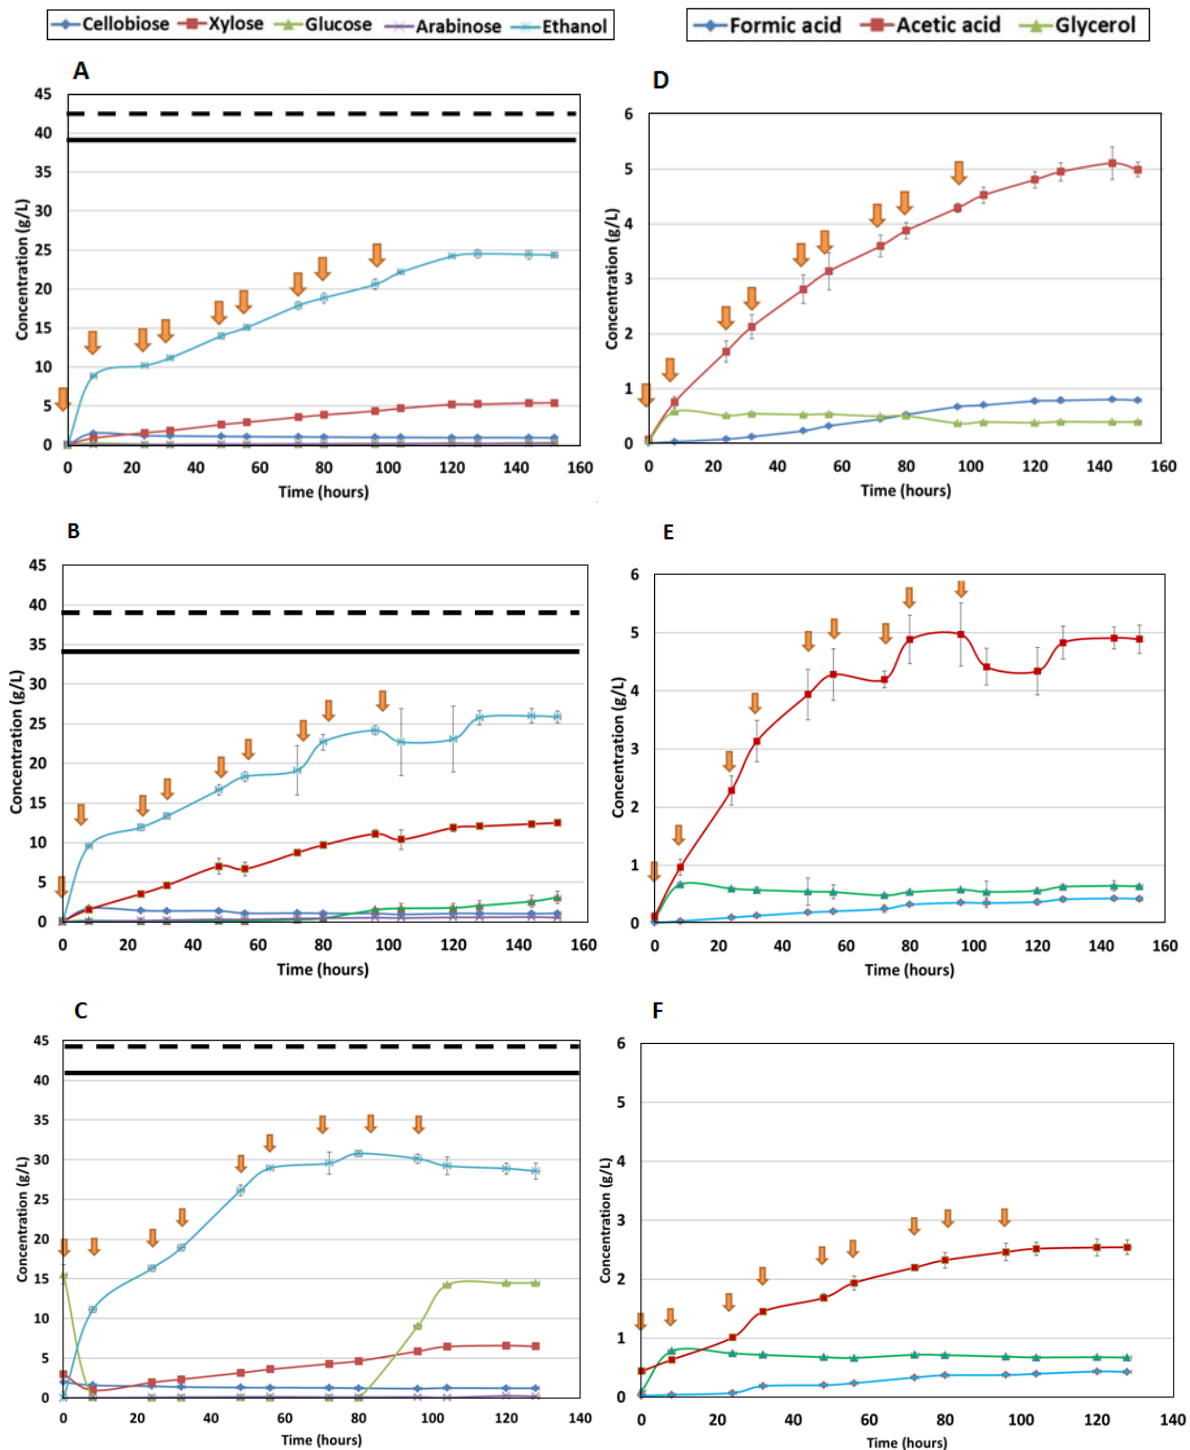 Cellobiose Xylose Glucose Arabinose Ethanol
Formic acid Acetic acid Glycerol
A
45
40
35
30
25
20
15
10
5
0
Concentration (g/L)
0 20 40 60 80 100 120 140 160
Time (hours)
D
6
5
4
3
2
1
0
Concentration (g/L)
0 20 40 60 80 100 120 140 160
Time (hours)
B
45
40
35
30
25
20
15
10
5
0
Concentration (g/L)
0 20 40 60 80 100 120 140 160
Time (hours)
E
6
5
4
3
2
1
0
Concentration (g/L)
0 20 40 60 80 100 120 140 160
Time (hours)
C
45
40
35
30
25
20
15
10
5
0
Concentration (g/L)
0 20 40 60 80 100 120 140
Time (hours)
F
6
5
4
3
2
1
0
Concentration (g/L)
0 20 40 60 80 100 120 140
Time (hours)